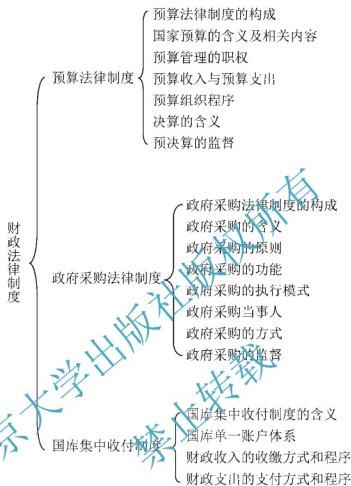 财政法律制度
预算法律制度
预算法律制度的构成
国家预算的含义及相关内容
预算管理的职权
预算收入与预算支出
预算组织程序
决算的含义
预决算的监督
政府采购法律制度
政府采购法律制度的构成
政府采购的含义
政府采购的原则
政府采购的功能
政府采购的执行模式
政府采购当事人
政府采购的方式
政府采购的监督
国库集中收付制度
国库集中收付制度的含义
国库单一账户体系
财政收入的收缴方式和程序
财政支出的支付方式和程序
京大学出版社版权所有
禁止转载